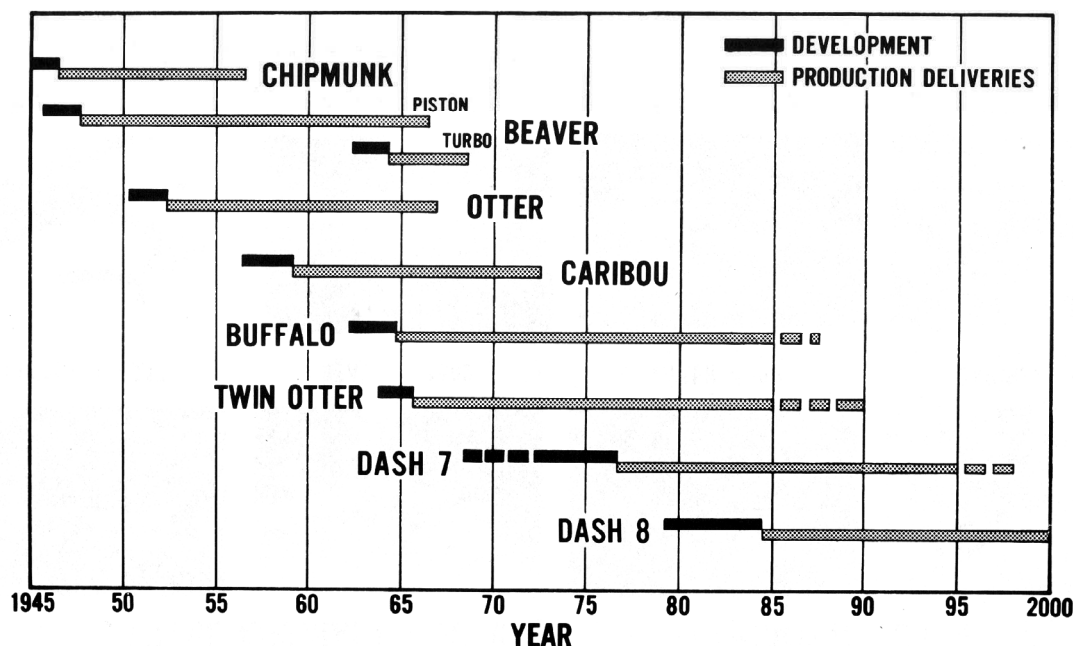 DEVELOPMENT
PRODUCTION DELIVERIES
CHIPMUNK
PISTON
BEAVER
TURBO
OTTER
CARIBOU
BUFFALO
TWIN OTTER
DASH 7
DASH 8
1945 50 55 60 65 70 75 80 85 90 95 2000
YEAR